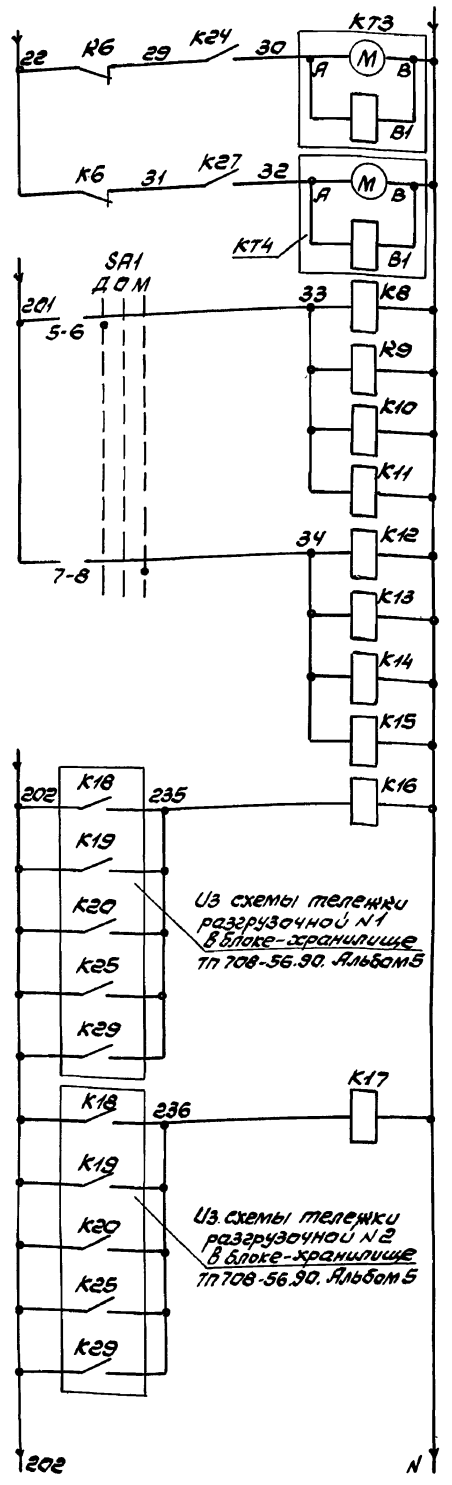 КТ3
22 К6 29 К24 30
А М В
В1
К6 31 К27 32
А М В
КТ4 В1
SA1
Д О М
201 33 К8
5-6
К9
К10
К11
34 К12
7-8
К13
К14
К15
202 К18 235 К16
К19
К20
К25
К29
Из схемы тележки
разгрузочной N1
в блоке-хранилище
ТП 708-56.90. Альбом 5
К17
К18 236
К19
К20
К25
К29
Из схемы тележки
разгрузочной N2
в блоке-хранилище
ТП 708-56.90. Альбом 5
202 N